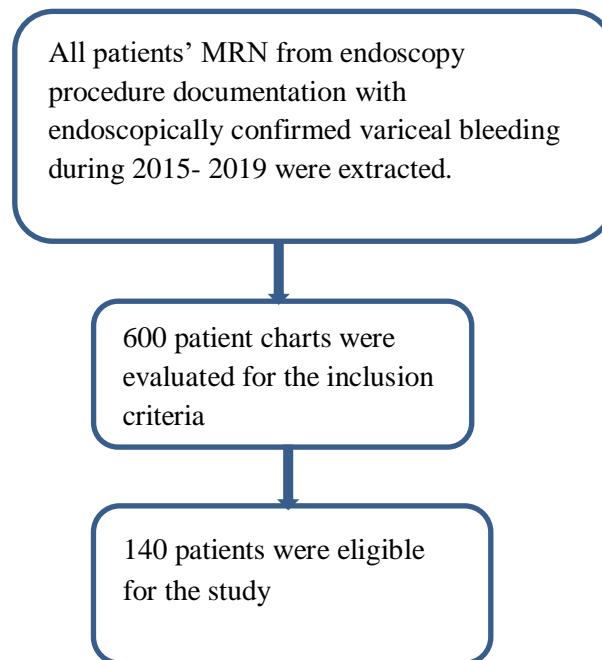 All patients’ MRN from endoscopy
procedure documentation with
endoscopically confirmed variceal bleeding
during 2015- 2019 were extracted.
600 patient charts were
evaluated for the inclusion
criteria
140 patients were eligible
for the study